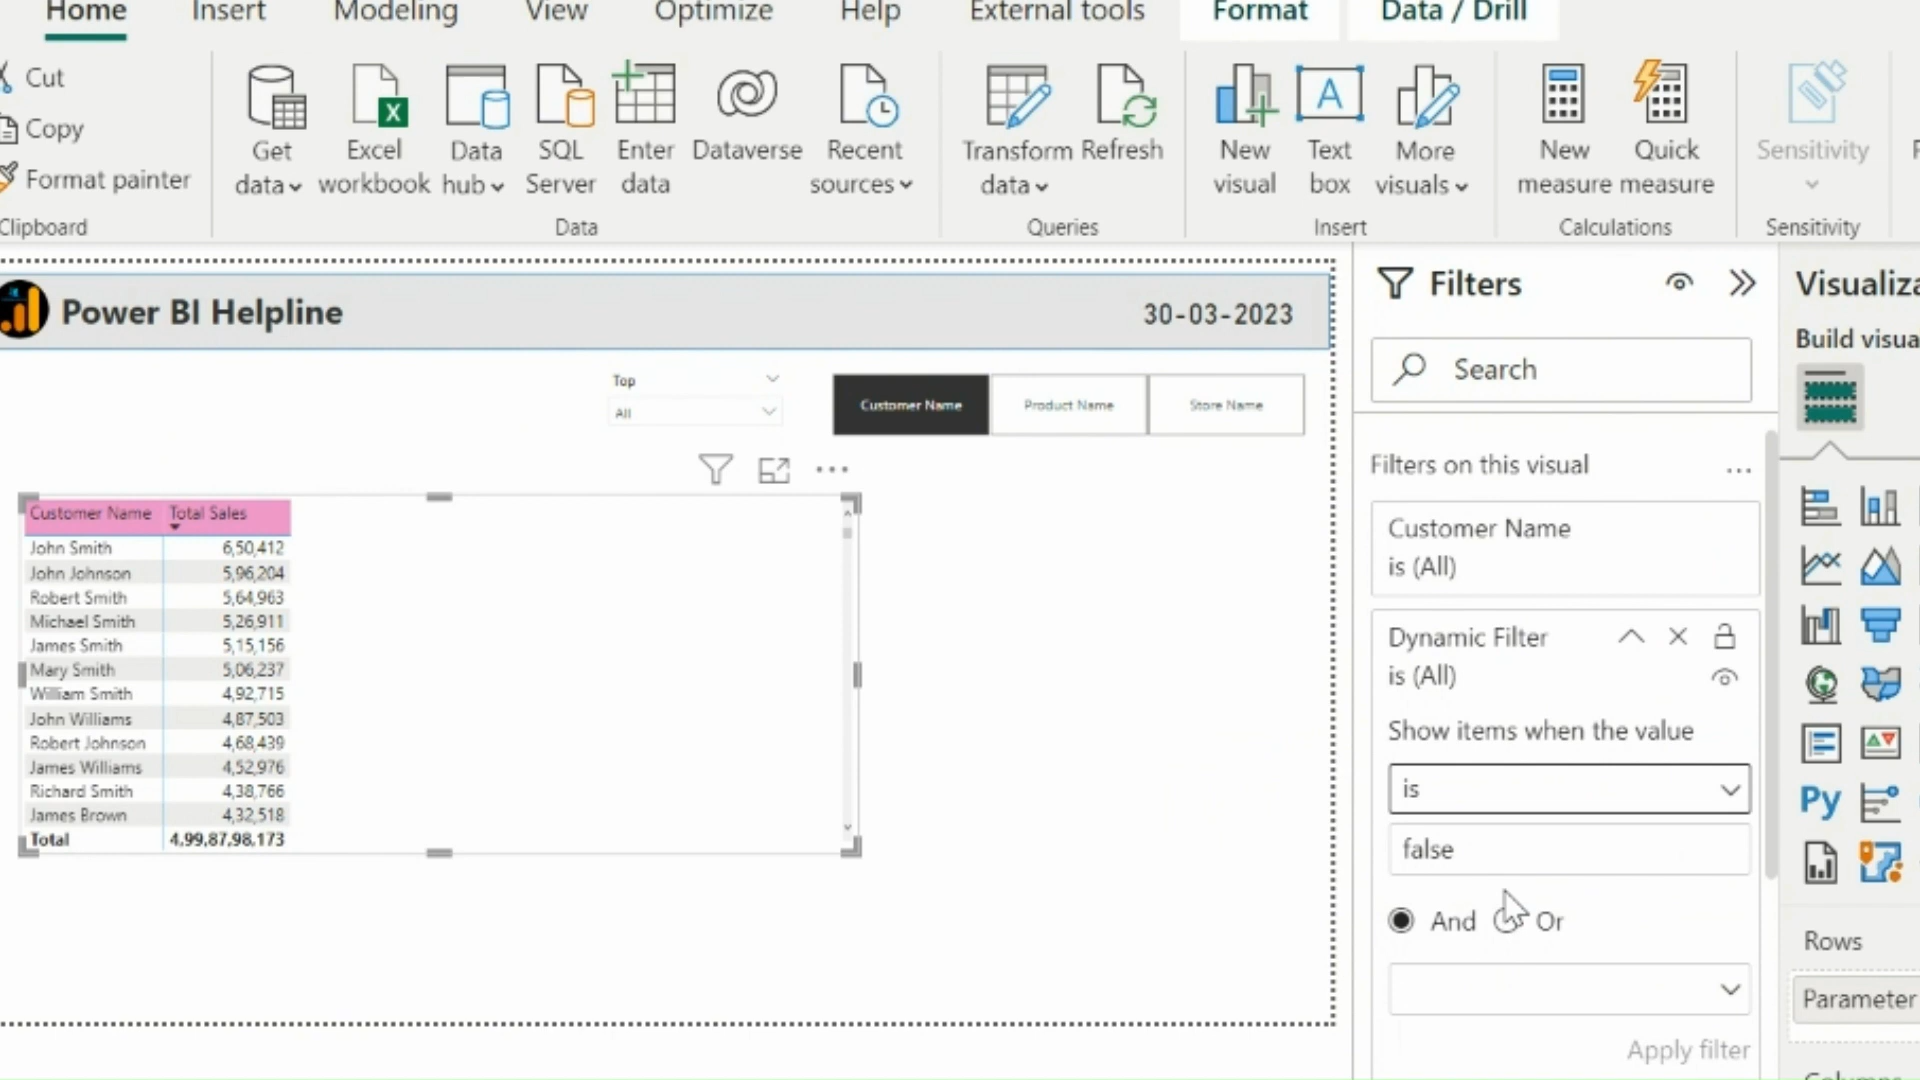 Home Insert Modeling View Optimize Help External tools Format Data / Drill
Cut
Copy
Format painter
Clipboard
Get data
Excel workbook
Data hub
SQL Server
Enter data
Dataverse
Recent sources
Data
Transform data
Refresh
Queries
New visual
Text box
More visuals
Insert
New measure
Quick measure
Calculations
Sensitivity
Sensitivity
Power BI Helpline
30-03-2023
Top
All
Customer Name
Product Name
Store Name
Customer Name Total Sales
John Smith 6,50,412
John Johnson 5,96,204
Robert Smith 5,64,963
Michael Smith 5,26,911
James Smith 5,15,156
Mary Smith 5,06,237
William Smith 4,92,715
John Williams 4,87,503
Robert Johnson 4,68,439
James Williams 4,52,976
Richard Smith 4,38,766
James Brown 4,32,518
Total 4,99,87,98,173
Filters
Search
Filters on this visual
Customer Name
is (All)
Dynamic Filter
is (All)
Show items when the value
is
false
And Or
Apply filter
Visualiza
Build visua
Py
Rows
Parameter